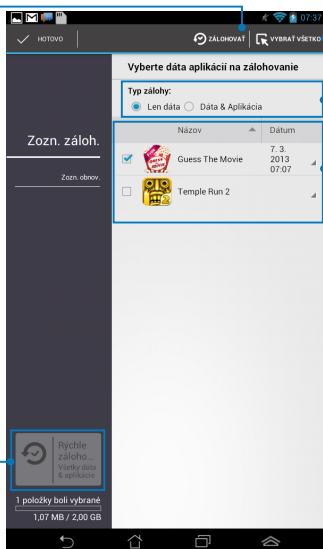 07:37
HOTOVO
ZÁLOHOVAŤ
VYBRAŤ VŠETKO
Vyberte dáta aplikácií na zálohovanie
Typ zálohy:
Len dáta
Dáta & Aplikácia
Názov
Dátum
Zozn. záloh.
Zozn. obnov.
Guess The Movie
7. 3.
2013
07:07
Temple Run 2
Rýchle
záloho...
Všetky dáta
& aplikácie
1 položky boli vybrané
1,07 MB / 2,00 GB